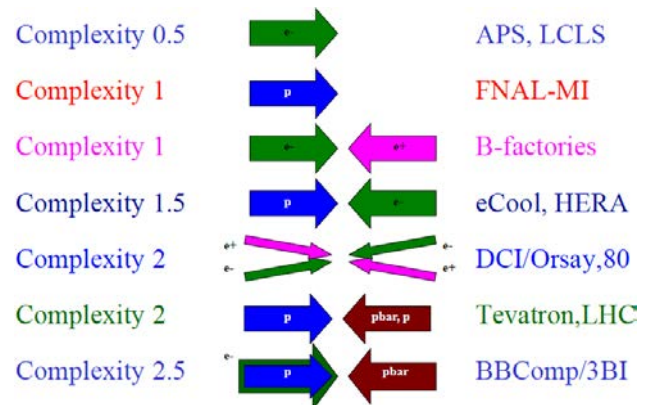 Complexity 0.5 e- APS, LCLS
Complexity 1 p FNAL-MI
Complexity 1 e- e+ B-factories
Complexity 1.5 p e- eCool, HERA
e+ e-
Complexity 2 DCI/Orsay,80
e- e+
Complexity 2 p pbar, p Tevatron,LHC
e-
Complexity 2.5 p pbar BBComp/3BI